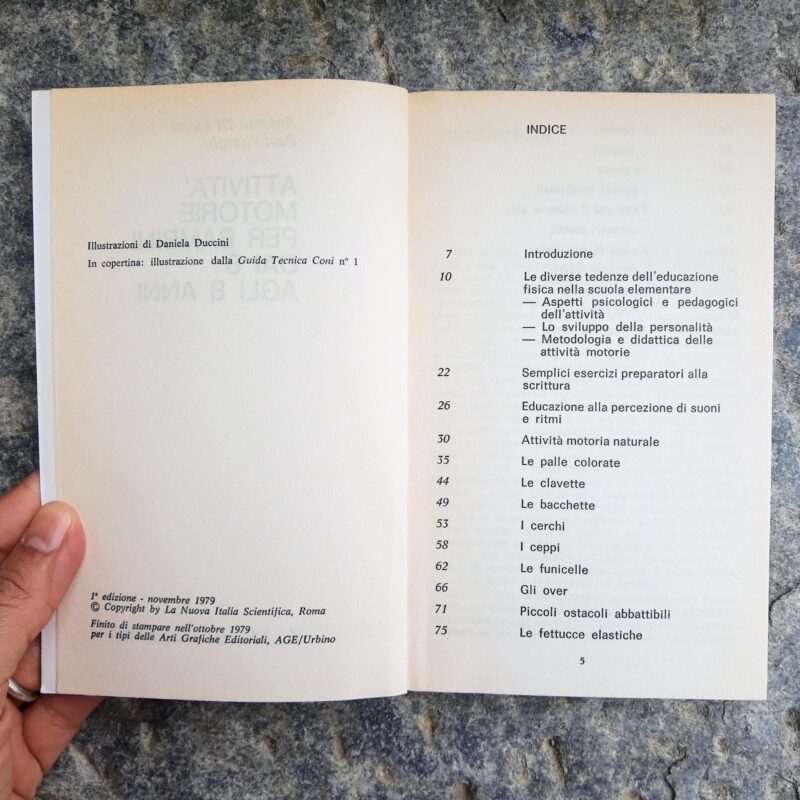 Illustrazioni di Daniela Duccini
In copertina: illustrazione dalla Guida Tecnica Coni n° 1
1ª edizione - novembre 1979
© Copyright by La Nuova Italia Scientifica, Roma
Finito di stampare nell'ottobre 1979
per i tipi delle Arti Grafiche Editoriali, AGE/Urbino
INDICE
7 Introduzione
10 Le diverse tedenze dell'educazione
fisica nella scuola elementare
— Aspetti psicologici e pedagogici
dell'attività
— Lo sviluppo della personalità
— Metodologia e didattica delle
attività motorie
22 Semplici esercizi preparatori alla
scrittura
26 Educazione alla percezione di suoni
e ritmi
30 Attività motoria naturale
35 Le palle colorate
44 Le clavette
49 Le bacchette
53 I cerchi
58 I ceppi
62 Le funicelle
66 Gli over
71 Piccoli ostacoli abbattibili
75 Le fettucce elastiche
5